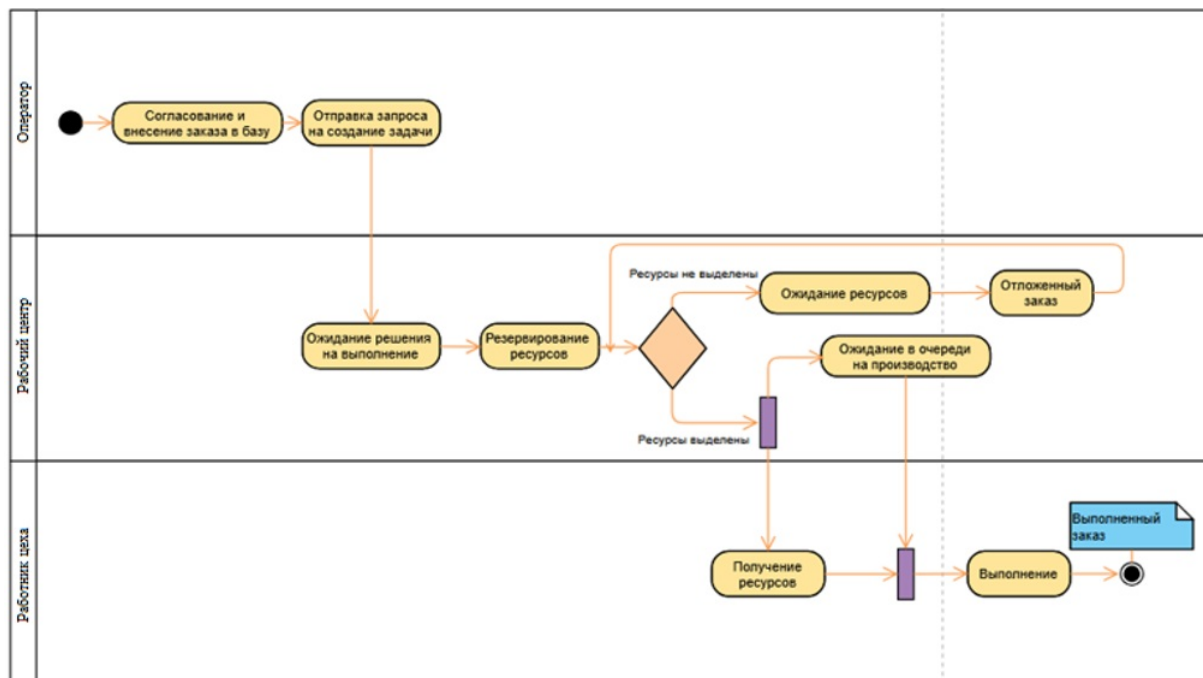 Оператор
Согласование и
внесение заказа в базу
Отправка запроса
на создание задачи
Рабочий центр
Ожидание решения
на выполнение
Резервирование
ресурсов
Ресурсы не выделены
Ожидание ресурсов
Отложенный
заказ
Ожидание в очереди
на производство
Ресурсы выделены
Работник цеха
Получение
ресурсов
Выполнение
Выполненный
заказ